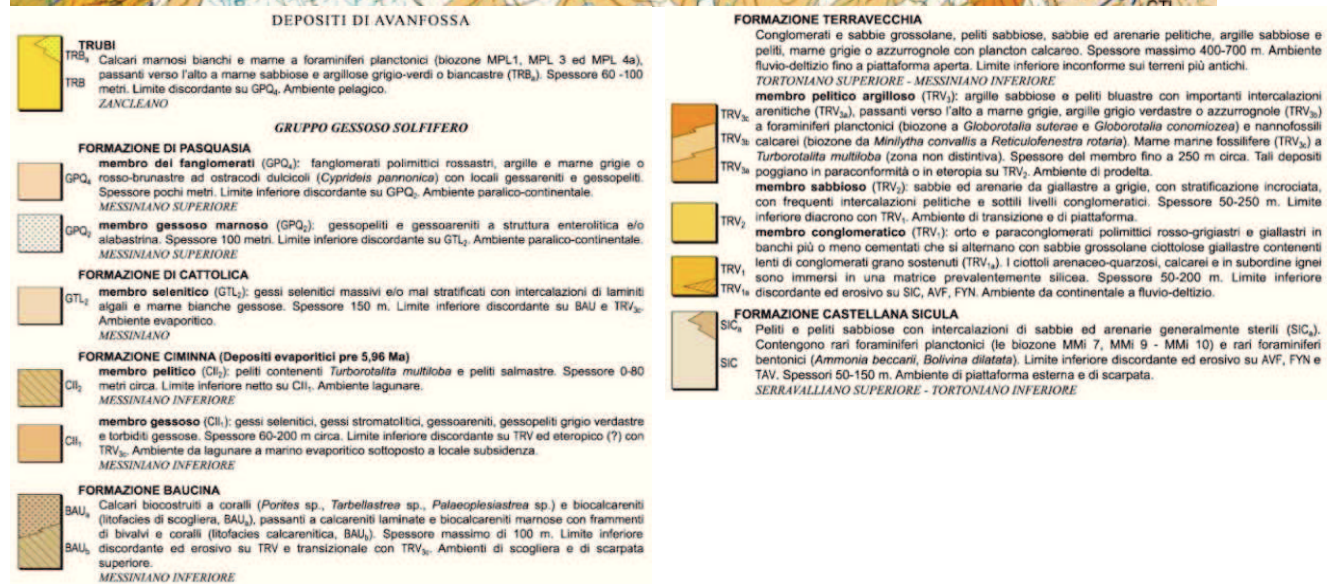 GTL
DEPOSITI DI AVANFOSSA
TRUBI
TRBₐ Calcari marnosi bianchi e marne a foraminiferi planctonici (biozone MPL1, MPL 3 ed MPL 4a),
passanti verso l'alto a marne sabbiose e argillose grigio-verdi o biancastre (TRBₐ). Spessore 60 -100
TRB metri. Limite discordante su GPQ₄. Ambiente pelagico.
ZANCLEANO
GRUPPO GESSOSO SOLFIFERO
FORMAZIONE DI PASQUASIA
membro dei fanglomerati (GPQ₄): fanglomerati polimittici rossastri, argille e marne grigie o
GPQ₄ rosso-brunastre ad ostracodi dulcicoli (Cyprideis pannonica) con locali gessareniti e gessopeliti.
Spessore pochi metri. Limite inferiore discordante su GPQ₂. Ambiente paralico-continentale.
MESSINIANO SUPERIORE
membro gessoso marnoso (GPQ₂): gessopeliti e gessoareniti a struttura enterolitica e/o
GPQ₂ alabastrina. Spessore 100 metri. Limite inferiore discordante su GTL₂. Ambiente paralico-continentale.
MESSINIANO SUPERIORE
FORMAZIONE DI CATTOLICA
membro selenitico (GTL₂): gessi selenitici massivi e/o mal stratificati con intercalazioni di laminiti
GTL₂ algali e marne bianche gessose. Spessore 150 m. Limite inferiore discordante su BAU e TRV₃c.
Ambiente evaporitico.
MESSINIANO
FORMAZIONE CIMINNA (Depositi evaporitici pre 5,96 Ma)
membro pelitico (CII₂): peliti contenenti Turborotalita multiloba e peliti salmastre. Spessore 0-80
CII₂ metri circa. Limite inferiore netto su CII₁. Ambiente lagunare.
MESSINIANO INFERIORE
membro gessoso (CII₁): gessi selenitici, gessi stromatolitici, gessoareniti, gessopeliti grigio verdastre
CII₁ e torbiditi gessose. Spessore 60-200 m circa. Limite inferiore discordante su TRV ed eteropico (?) con
TRV₃c. Ambiente da lagunare a marino evaporitico sottoposto a locale subsidenza.
MESSINIANO INFERIORE
FORMAZIONE BAUCINA
BAUₐ Calcari biocostruiti a coralli (Porites sp., Tarbellastrea sp., Palaeoplesiastrea sp.) e biocalcareniti
(litofacies di scogliera, BAUₐ), passanti a calcareniti laminate e biocalcareniti marnose con frammenti
di bivalvi e coralli (litofacies calcarenitica, BAUb). Spessore massimo di 100 m. Limite inferiore
BAUb discordante ed erosivo su TRV e transizionale con TRV₃c. Ambienti di scogliera e di scarpata
superiore.
MESSINIANO INFERIORE
FORMAZIONE TERRAVECCHIA
Conglomerati e sabbie grossolane, peliti sabbiose, sabbie ed arenarie pelitiche, argille sabbiose e
peliti, marne grigie o azzurrognole con plancton calcareo. Spessore massimo 400-700 m. Ambiente
fluvio-deltizio fino a piattaforma aperta. Limite inferiore inconforme sui terreni più antichi.
TORTONIANO SUPERIORE - MESSINIANO INFERIORE
membro pelitico argilloso (TRV₃): argille sabbiose e peliti bluastre con importanti intercalazioni
TRV₃c arenitiche (TRV₃ₐ), passanti verso l'alto a marne grigie, argille grigio verdastre o azzurrognole (TRV₃b)
a foraminiferi planctonici (biozone a Globorotalia suterae e Globorotalia conomiozea) e nannofossili
TRV₃b calcarei (biozone da Minilytha convallis a Reticulofenestra rotaria). Marne marine fossilifere (TRV₃c) a
Turborotalita multiloba (zona non distintiva). Spessore del membro fino a 250 m circa. Tali depositi
TRV₃ₐ poggiano in paraconformità o in eteropia su TRV₂. Ambiente di prodelta.
membro sabbioso (TRV₂): sabbie ed arenarie da giallastre a grigie, con stratificazione incrociata,
TRV₂ con frequenti intercalazioni pelitiche e sottili livelli conglomeratici. Spessore 50-250 m. Limite
inferiore diacrono con TRV₁. Ambiente di transizione e di piattaforma.
membro conglomeratico (TRV₁): orto e paraconglomerati polimittici rosso-grigiastri e giallastri in
banchi più o meno cementati che si alternano con sabbie grossolane ciottolose giallastre contenenti
TRV₁ lenti di conglomerati grano sostenuti (TRV₁ₐ). I ciottoli arenaceo-quarzosi, calcarei e in subordine ignei
sono immersi in una matrice prevalentemente silicea. Spessore 50-200 m. Limite inferiore
TRV₁ₐ discordante ed erosivo su SIC, AVF, FYN. Ambiente da continentale a fluvio-deltizio.
FORMAZIONE CASTELLANA SICULA
SICₐ Peliti e peliti sabbiose con intercalazioni di sabbie ed arenarie generalmente sterili (SICₐ).
Contengono rari foraminiferi planctonici (le biozone MMi 7, MMi 9 - MMi 10) e rari foraminiferi
SIC bentonici (Ammonia beccarii, Bolivina dilatata). Limite inferiore discordante ed erosivo su AVF, FYN e
TAV. Spessori 50-150 m. Ambiente di piattaforma esterna e di scarpata.
SERRAVALLIANO SUPERIORE - TORTONIANO INFERIORE